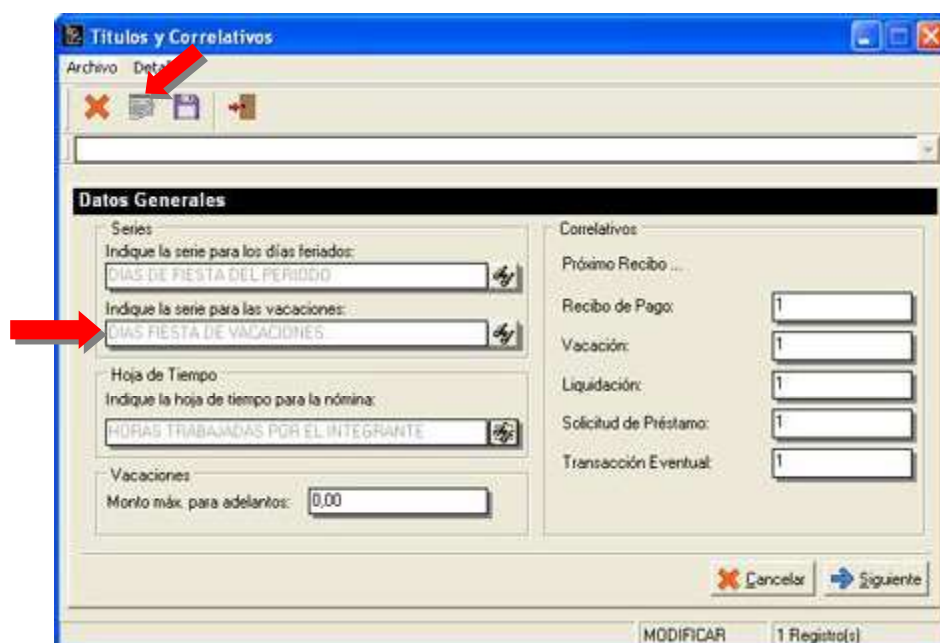 Titulos y Correlativos
Archivo Detal
Datos Generales
Series
Indique la serie para los días feriados:
DIAS DE FIESTA DEL PERIODO
Indique la serie para las vacaciones:
DIAS FIESTA DE VACACIONES
Hoja de Tiempo
Indique la hoja de tiempo para la nómina:
HORAS TRABAJADAS POR EL INTEGRANTE
Vacaciones
Monto máx. para adelantos: 0,00
Correlativos
Próximo Recibo ...
Recibo de Pago: 1
Vacación: 1
Liquidación: 1
Solicitud de Préstamo: 1
Transacción Eventual: 1
Cancelar Siguiente
MODIFICAR 1 Registro(s)